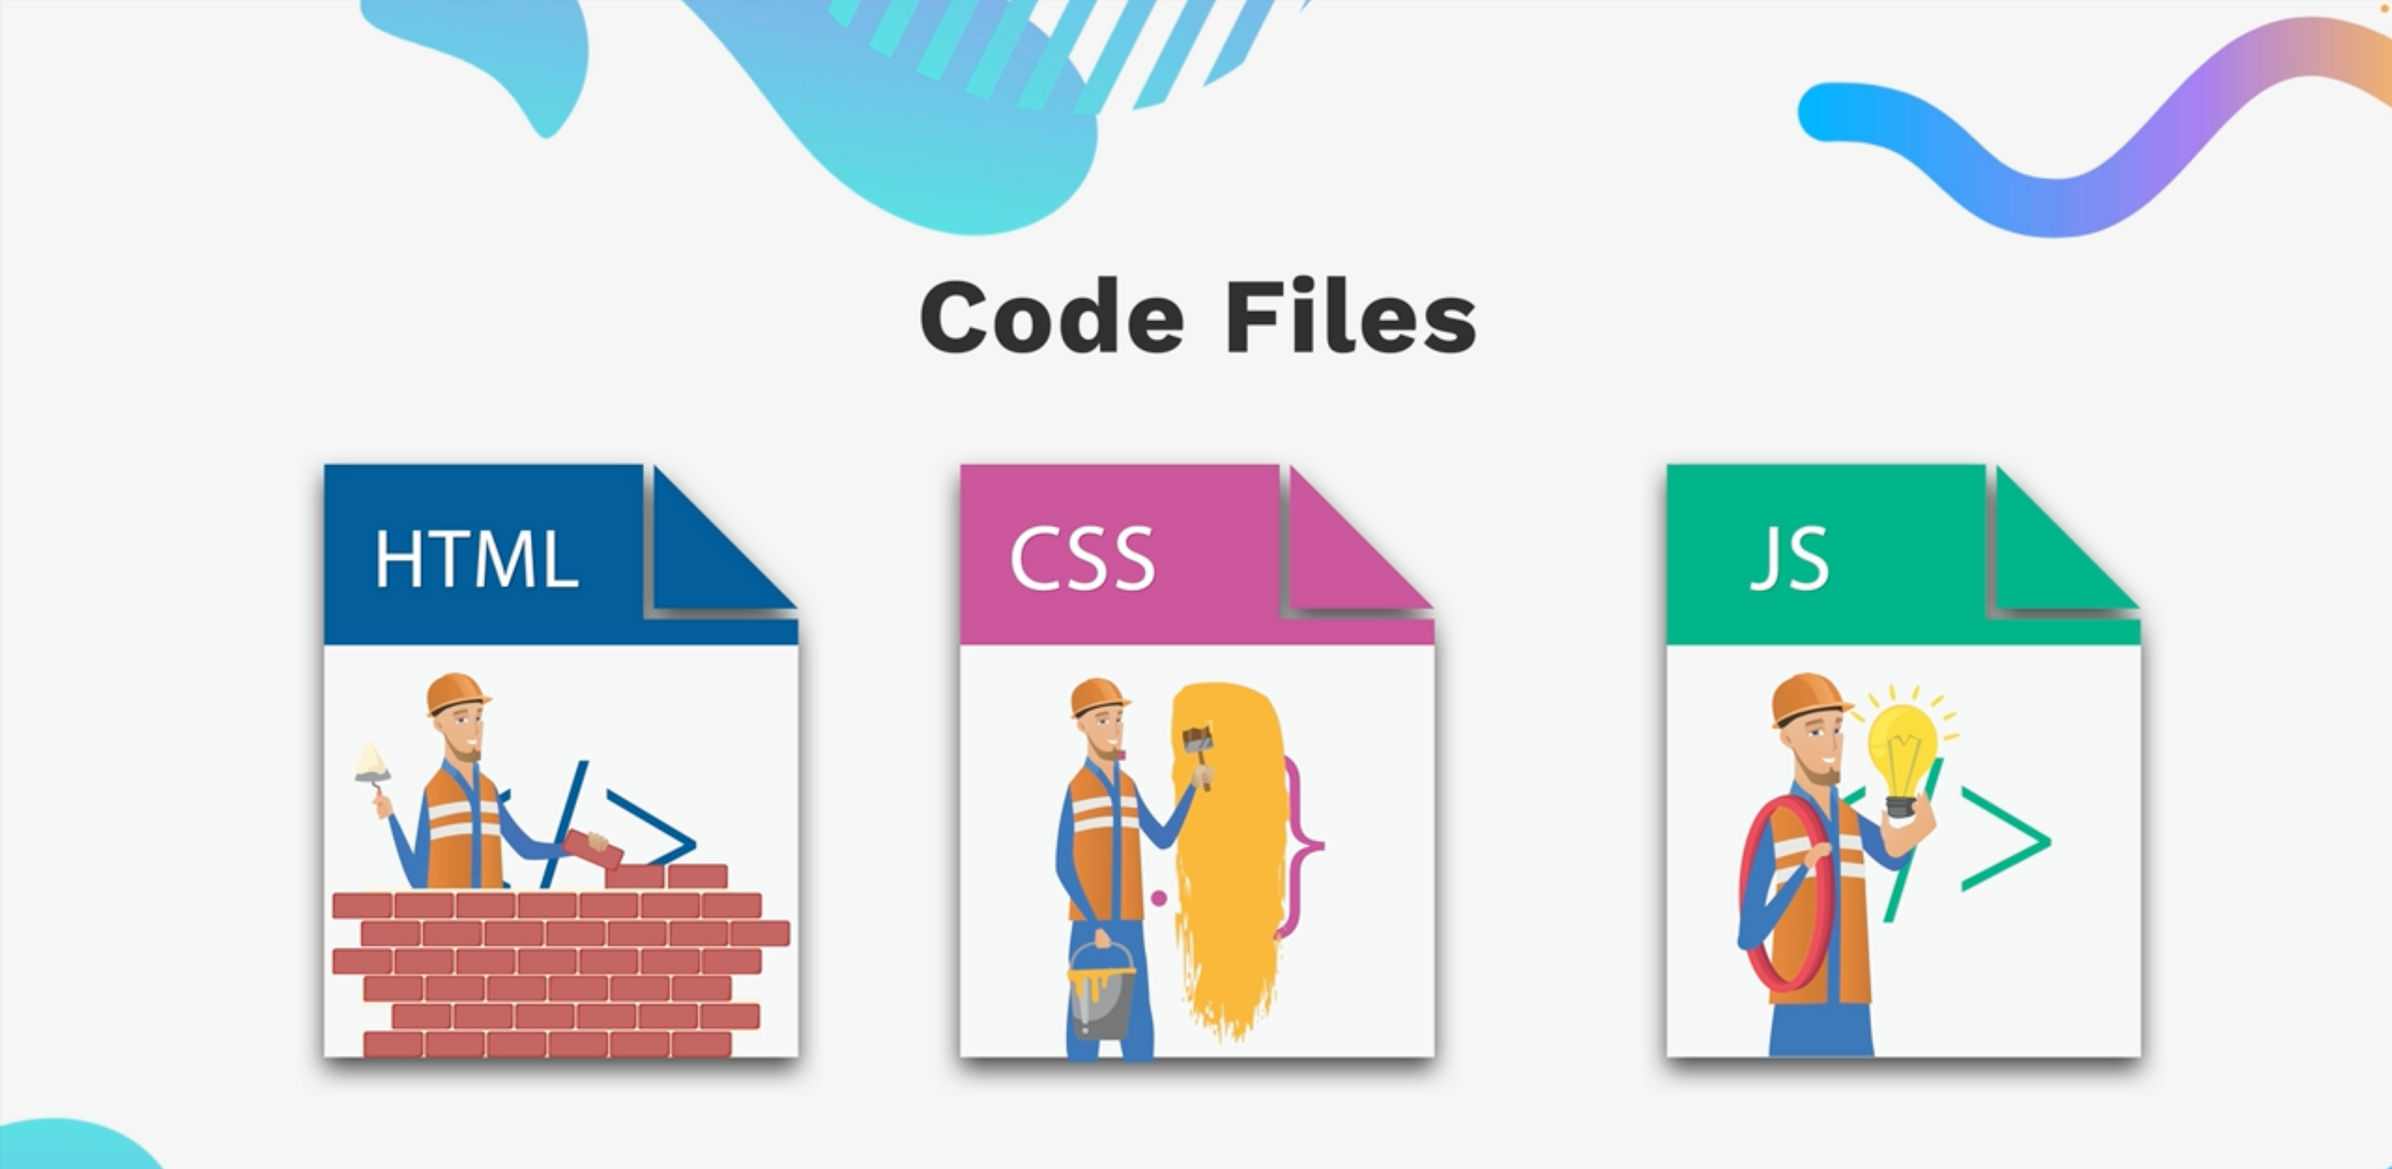 Code Files
HTML
CSS
JS
/>
}
/>